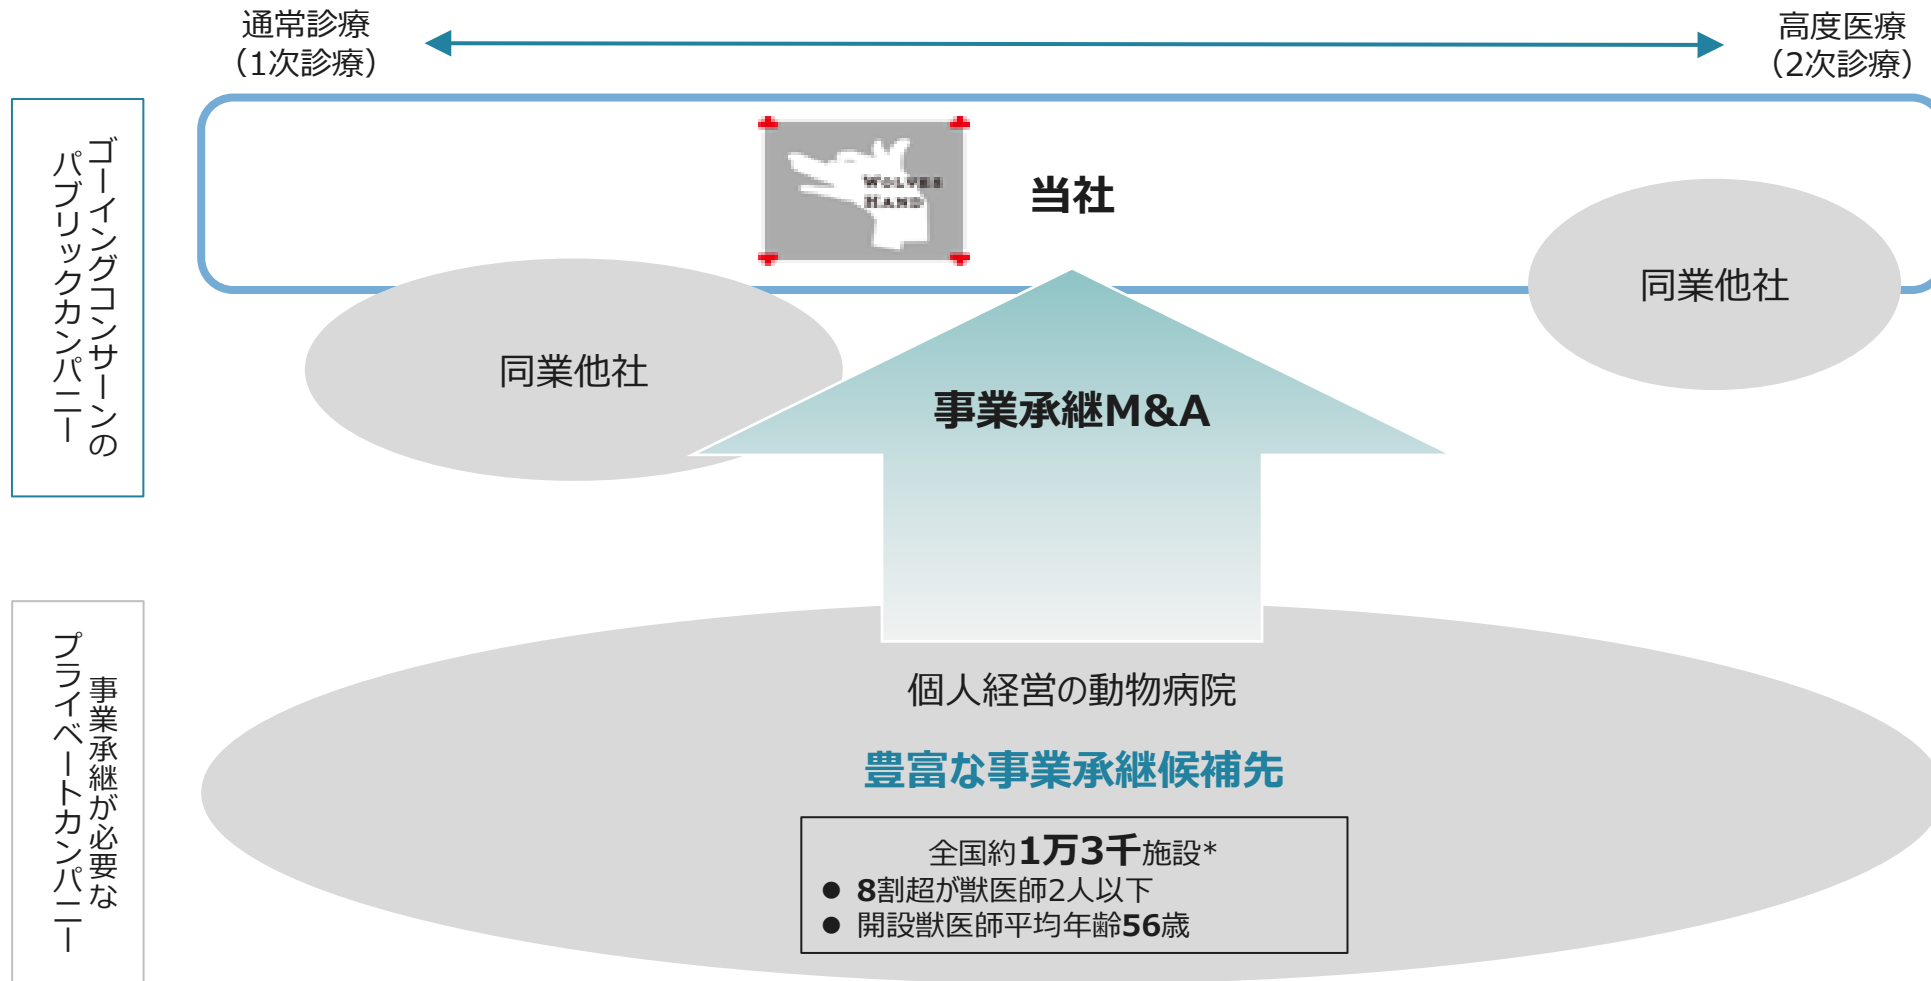 通常診療
（1次診療）
高度医療
（2次診療）
ゴーイングコンサーンの
パブリックカンパニー
WOLVES
HAND
当社
同業他社
同業他社
事業承継M&A
事業承継が必要な
プライベートカンパニー
個人経営の動物病院
豊富な事業承継候補先
全国約1万3千施設*
● 8割超が獣医師2人以下
● 開設獣医師平均年齢56歳